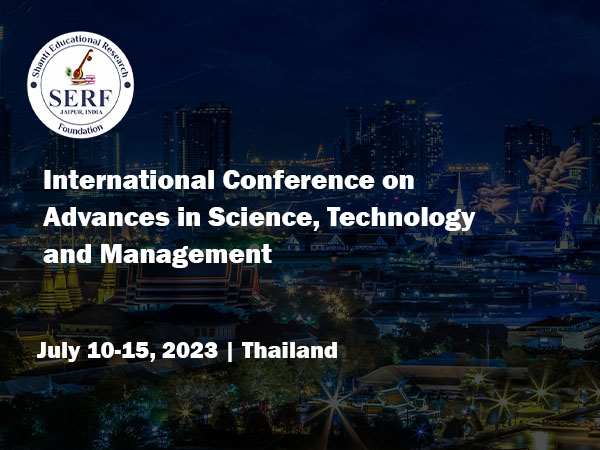 Shanti Educational Research
SERF
JAIPUR, INDIA
Foundation
International Conference on
Advances in Science, Technology
and Management
July 10-15, 2023 | Thailand